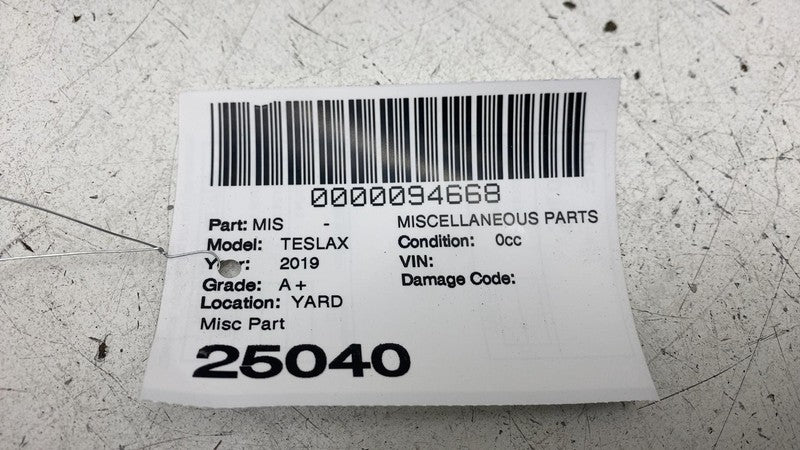 0000094668
Part: MIS - MISCELLANEOUS PARTS
Model: TESLAX Condition: 0cc
Year: 2019 VIN:
Grade: A+ Damage Code:
Location: YARD
Misc Part
25040